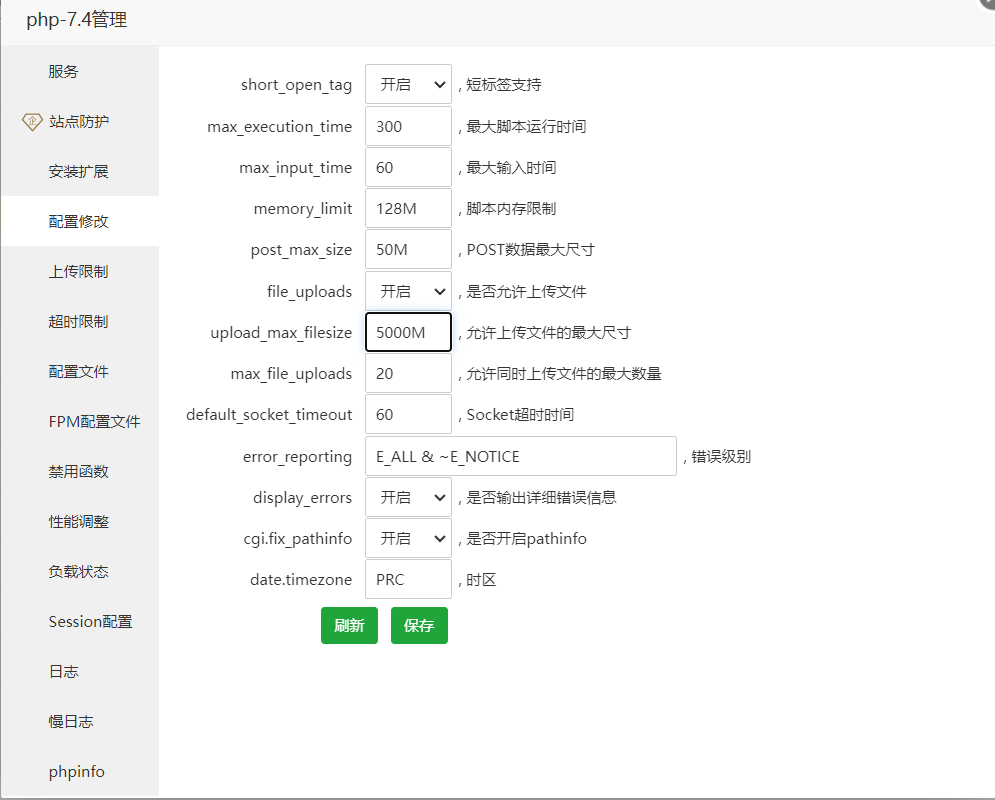 php-7.4管理
服务
企 站点防护
安装扩展
配置修改
上传限制
超时限制
配置文件
FPM配置文件
禁用函数
性能调整
负载状态
Session配置
日志
慢日志
phpinfo
short_open_tag 开启 , 短标签支持
max_execution_time 300 , 最大脚本运行时间
max_input_time 60 , 最大输入时间
memory_limit 128M , 脚本内存限制
post_max_size 50M , POST数据最大尺寸
file_uploads 开启 , 是否允许上传文件
upload_max_filesize 5000M , 允许上传文件的最大尺寸
max_file_uploads 20 , 允许同时上传文件的最大数量
default_socket_timeout 60 , Socket超时时间
error_reporting E_ALL & ~E_NOTICE , 错误级别
display_errors 开启 , 是否输出详细错误信息
cgi.fix_pathinfo 开启 , 是否开启pathinfo
date.timezone PRC , 时区
刷新 保存